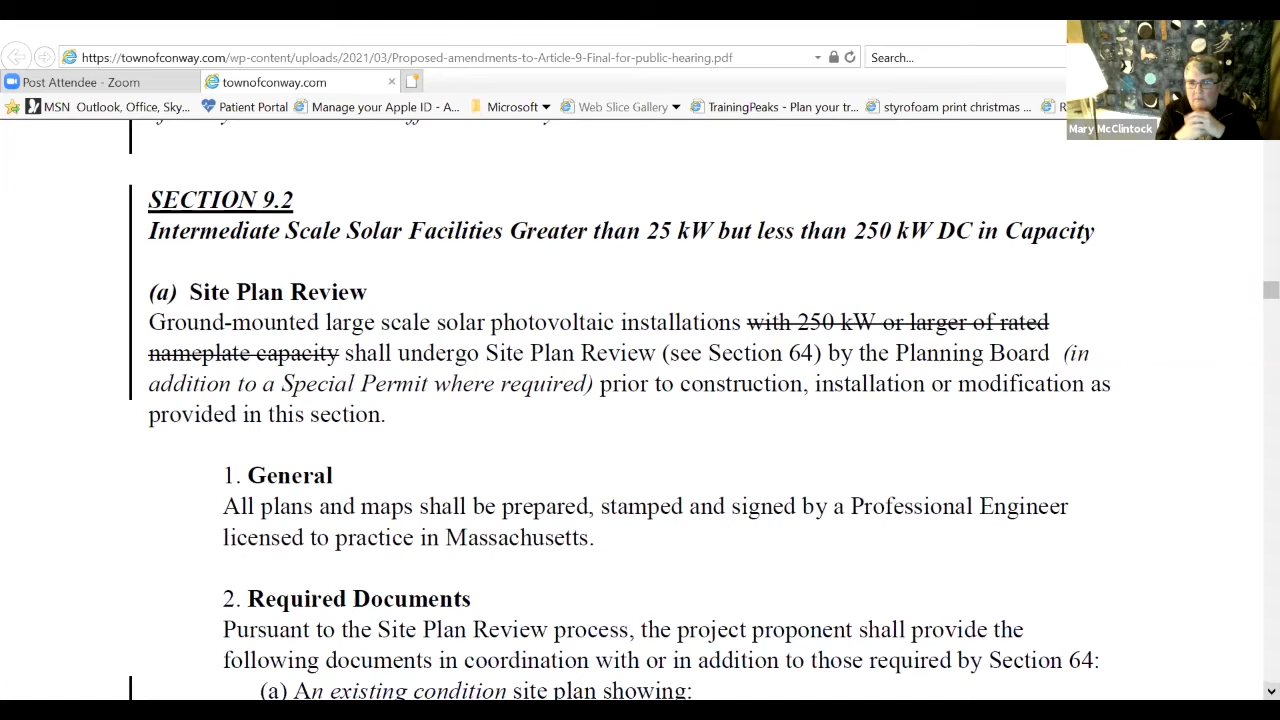 https://townofconway.com/wp-content/uploads/2021/03/Proposed-amendments-to-Article-9-Final-for-public-hearing.pdf
Search...
Post Attendee - Zoom
townofconway.com
MSN
Outlook, Office, Sky...
Patient Portal
Manage your Apple ID - A...
Microsoft
Web Slice Gallery
TrainingPeaks - Plan your tr...
styrofoam print christmas ...
Mary McClintock
SECTION 9.2
Intermediate Scale Solar Facilities Greater than 25 kW but less than 250 kW DC in Capacity
(a) Site Plan Review
Ground-mounted large scale solar photovoltaic installations with 250 kW or larger of rated
nameplate capacity shall undergo Site Plan Review (see Section 64) by the Planning Board (in
addition to a Special Permit where required) prior to construction, installation or modification as
provided in this section.
1. General
All plans and maps shall be prepared, stamped and signed by a Professional Engineer
licensed to practice in Massachusetts.
2. Required Documents
Pursuant to the Site Plan Review process, the project proponent shall provide the
following documents in coordination with or in addition to those required by Section 64:
(a) An existing condition site plan showing: